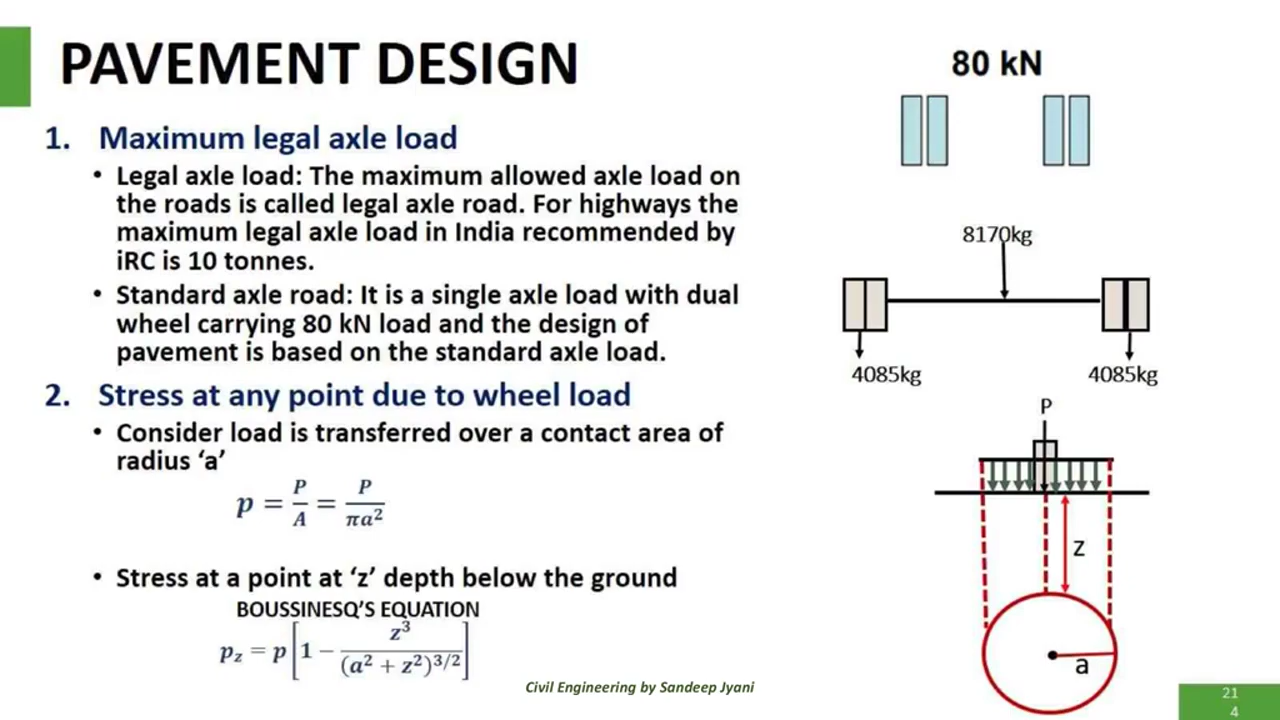 PAVEMENT DESIGN
1. Maximum legal axle load
• Legal axle load: The maximum allowed axle load on
the roads is called legal axle road. For highways the
maximum legal axle load in India recommended by
iRC is 10 tonnes.
• Standard axle road: It is a single axle load with dual
wheel carrying 80 kN load and the design of
pavement is based on the standard axle load.
2. Stress at any point due to wheel load
• Consider load is transferred over a contact area of
radius ‘a’
p = P/A = P/πa²
• Stress at a point at ‘z’ depth below the ground
BOUSSINESQ’S EQUATION
p_z = p[1 − z³/(a² + z²)^{3/2}]
80 kN
8170kg
4085kg 4085kg
P
z
a
Civil Engineering by Sandeep Jyani
21
4